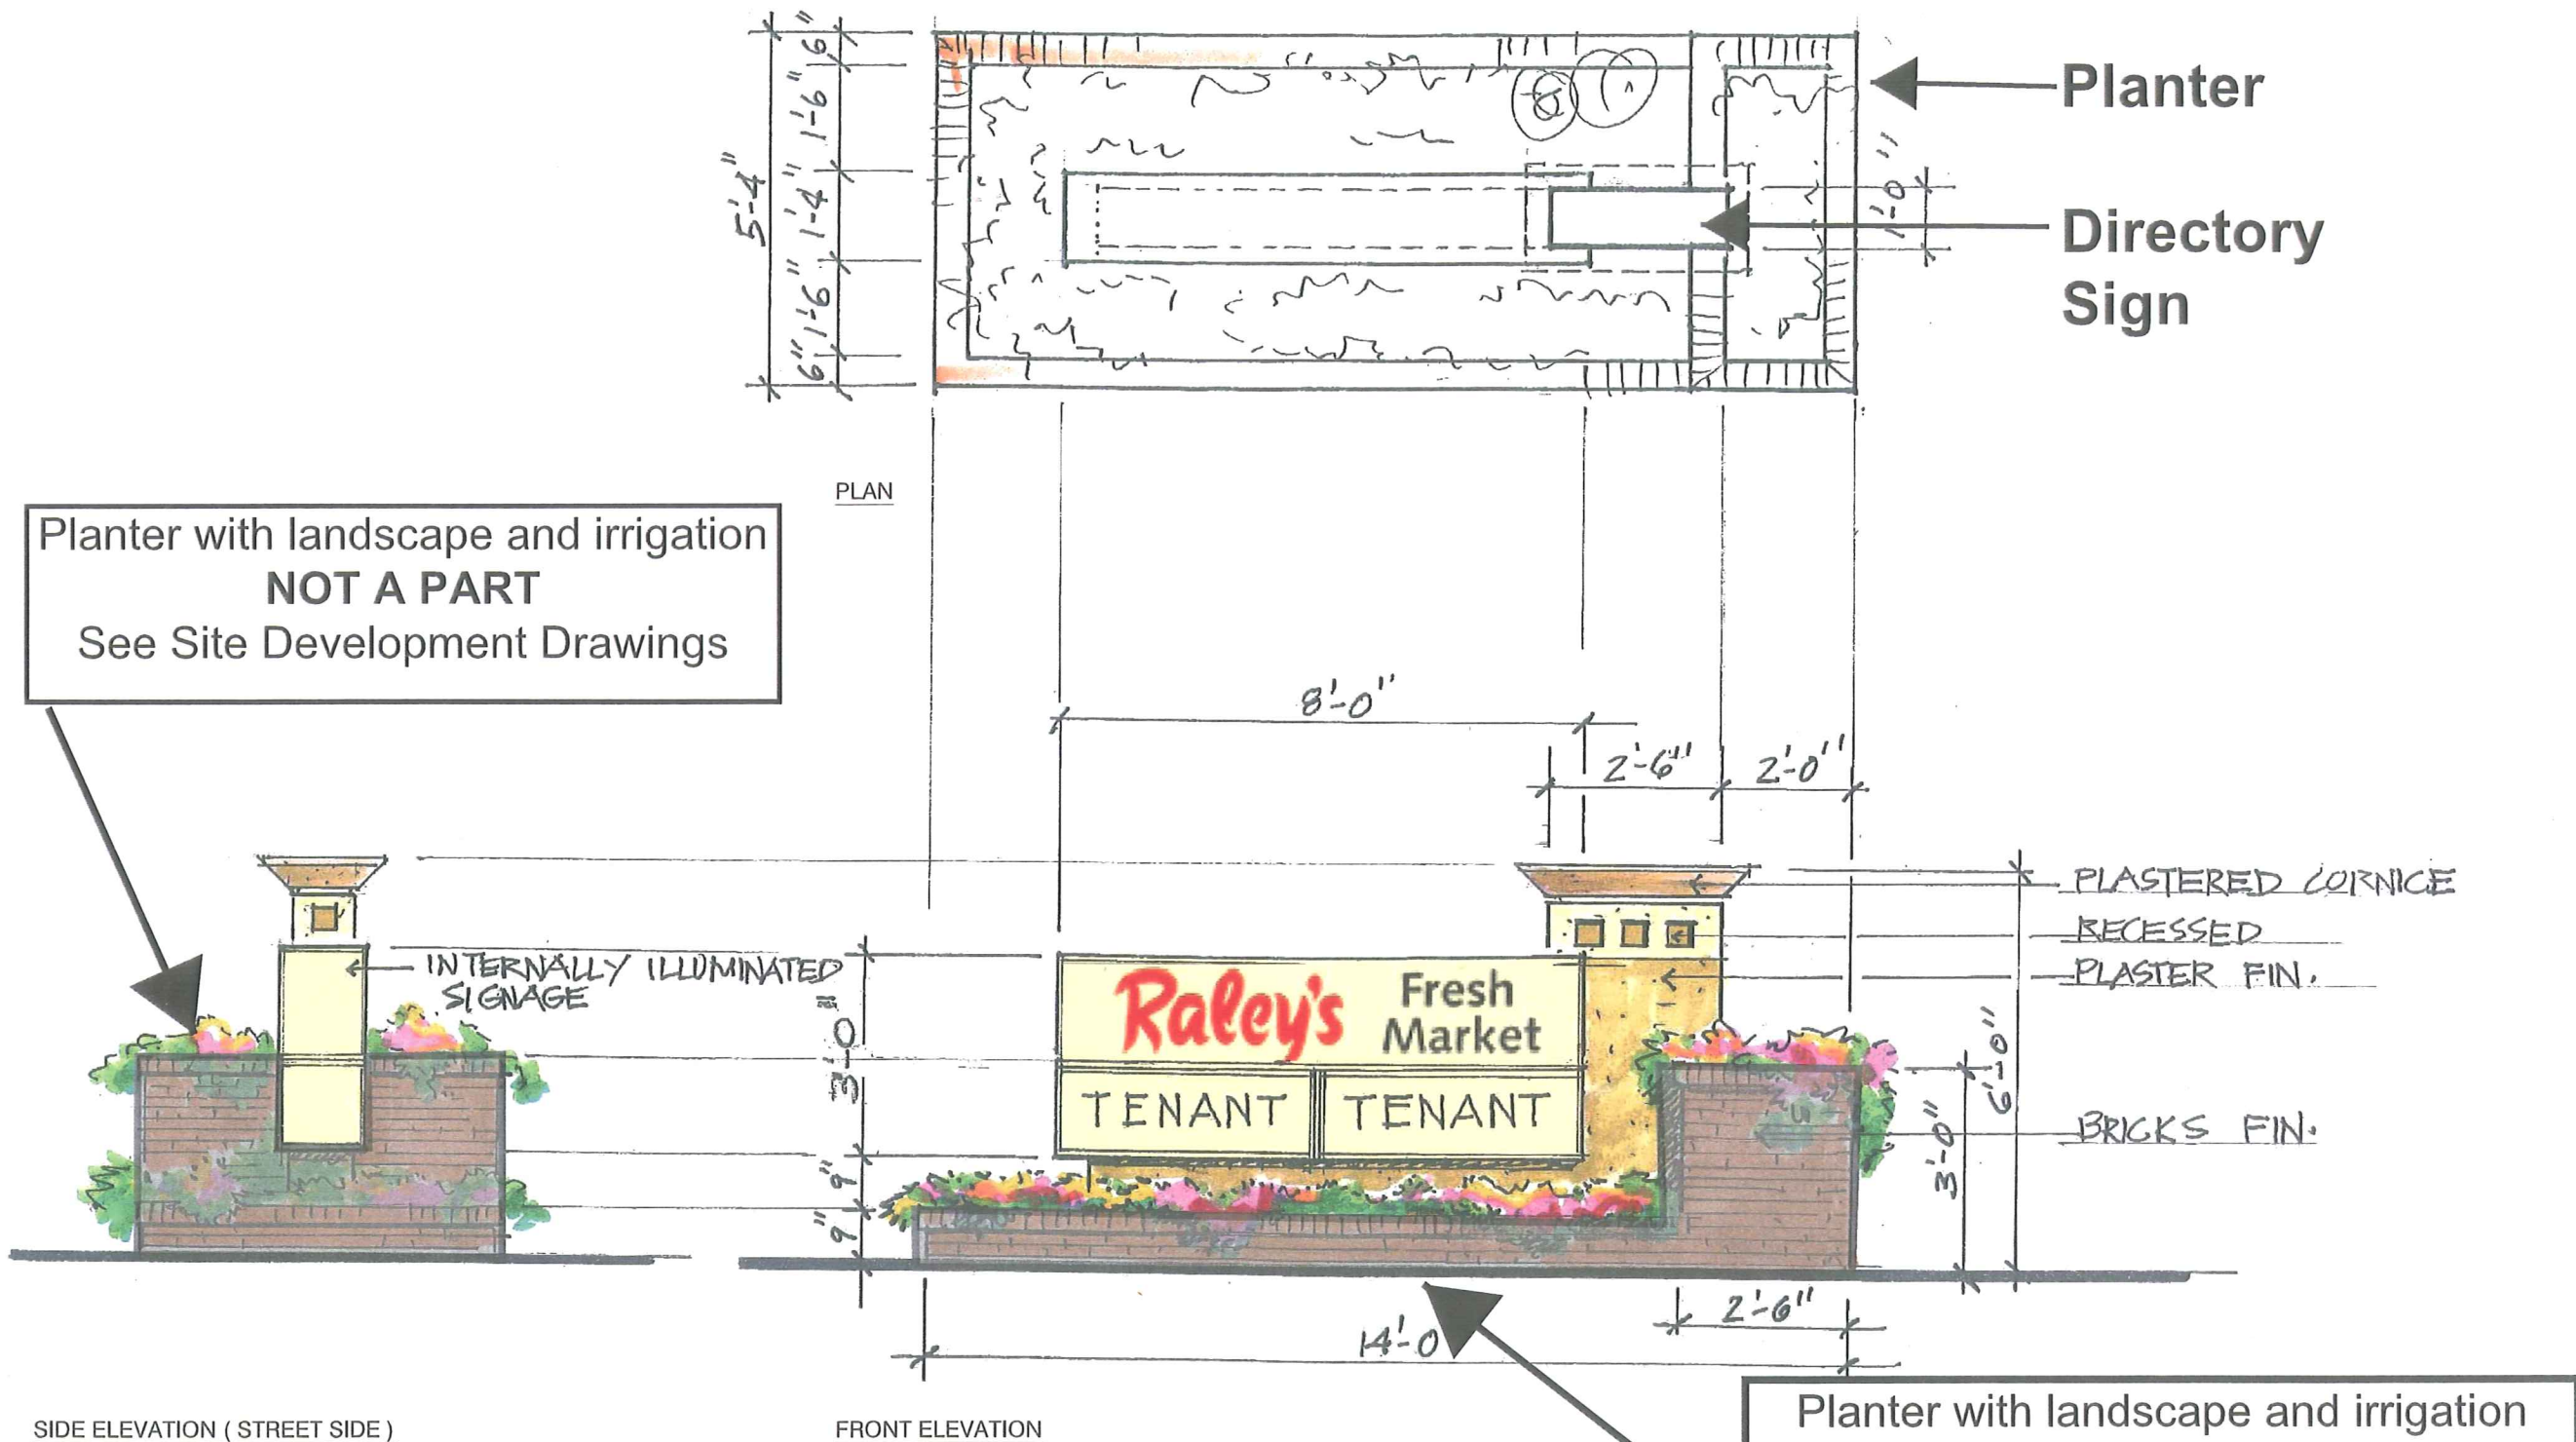 6"
1'-6"
1'-4"
1'-6"
6"
5'-4"
1'-0"
Planter
Directory
Sign
PLAN
Planter with landscape and irrigation
NOT A PART
See Site Development Drawings
8'-0"
2'-6"
2'-0"
INTERNALLY ILLUMINATED
SIGNAGE
3'-0"
9"
9"
Raley's
Fresh
Market
TENANT
TENANT
PLASTERED CORNICE
RECESSED
PLASTER FIN.
BRICKS FIN.
3'-0"
6'-0"
2'-6"
14'-0
SIDE ELEVATION ( STREET SIDE )
FRONT ELEVATION
Planter with landscape and irrigation